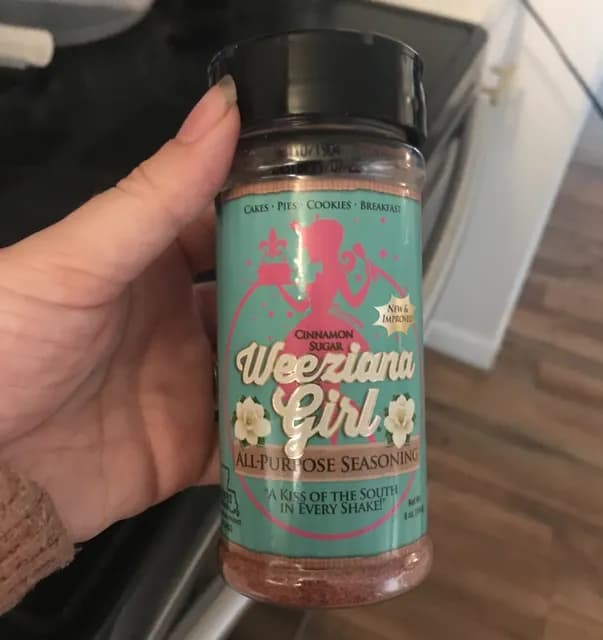 CAKES · PIES · COOKIES · BREAKFAST
NEW &
IMPROVED
CINNAMON
SUGAR
Weeziana
Girl
ALL-PURPOSE SEASONING
"A KISS OF THE SOUTH
IN EVERY SHAKE!"